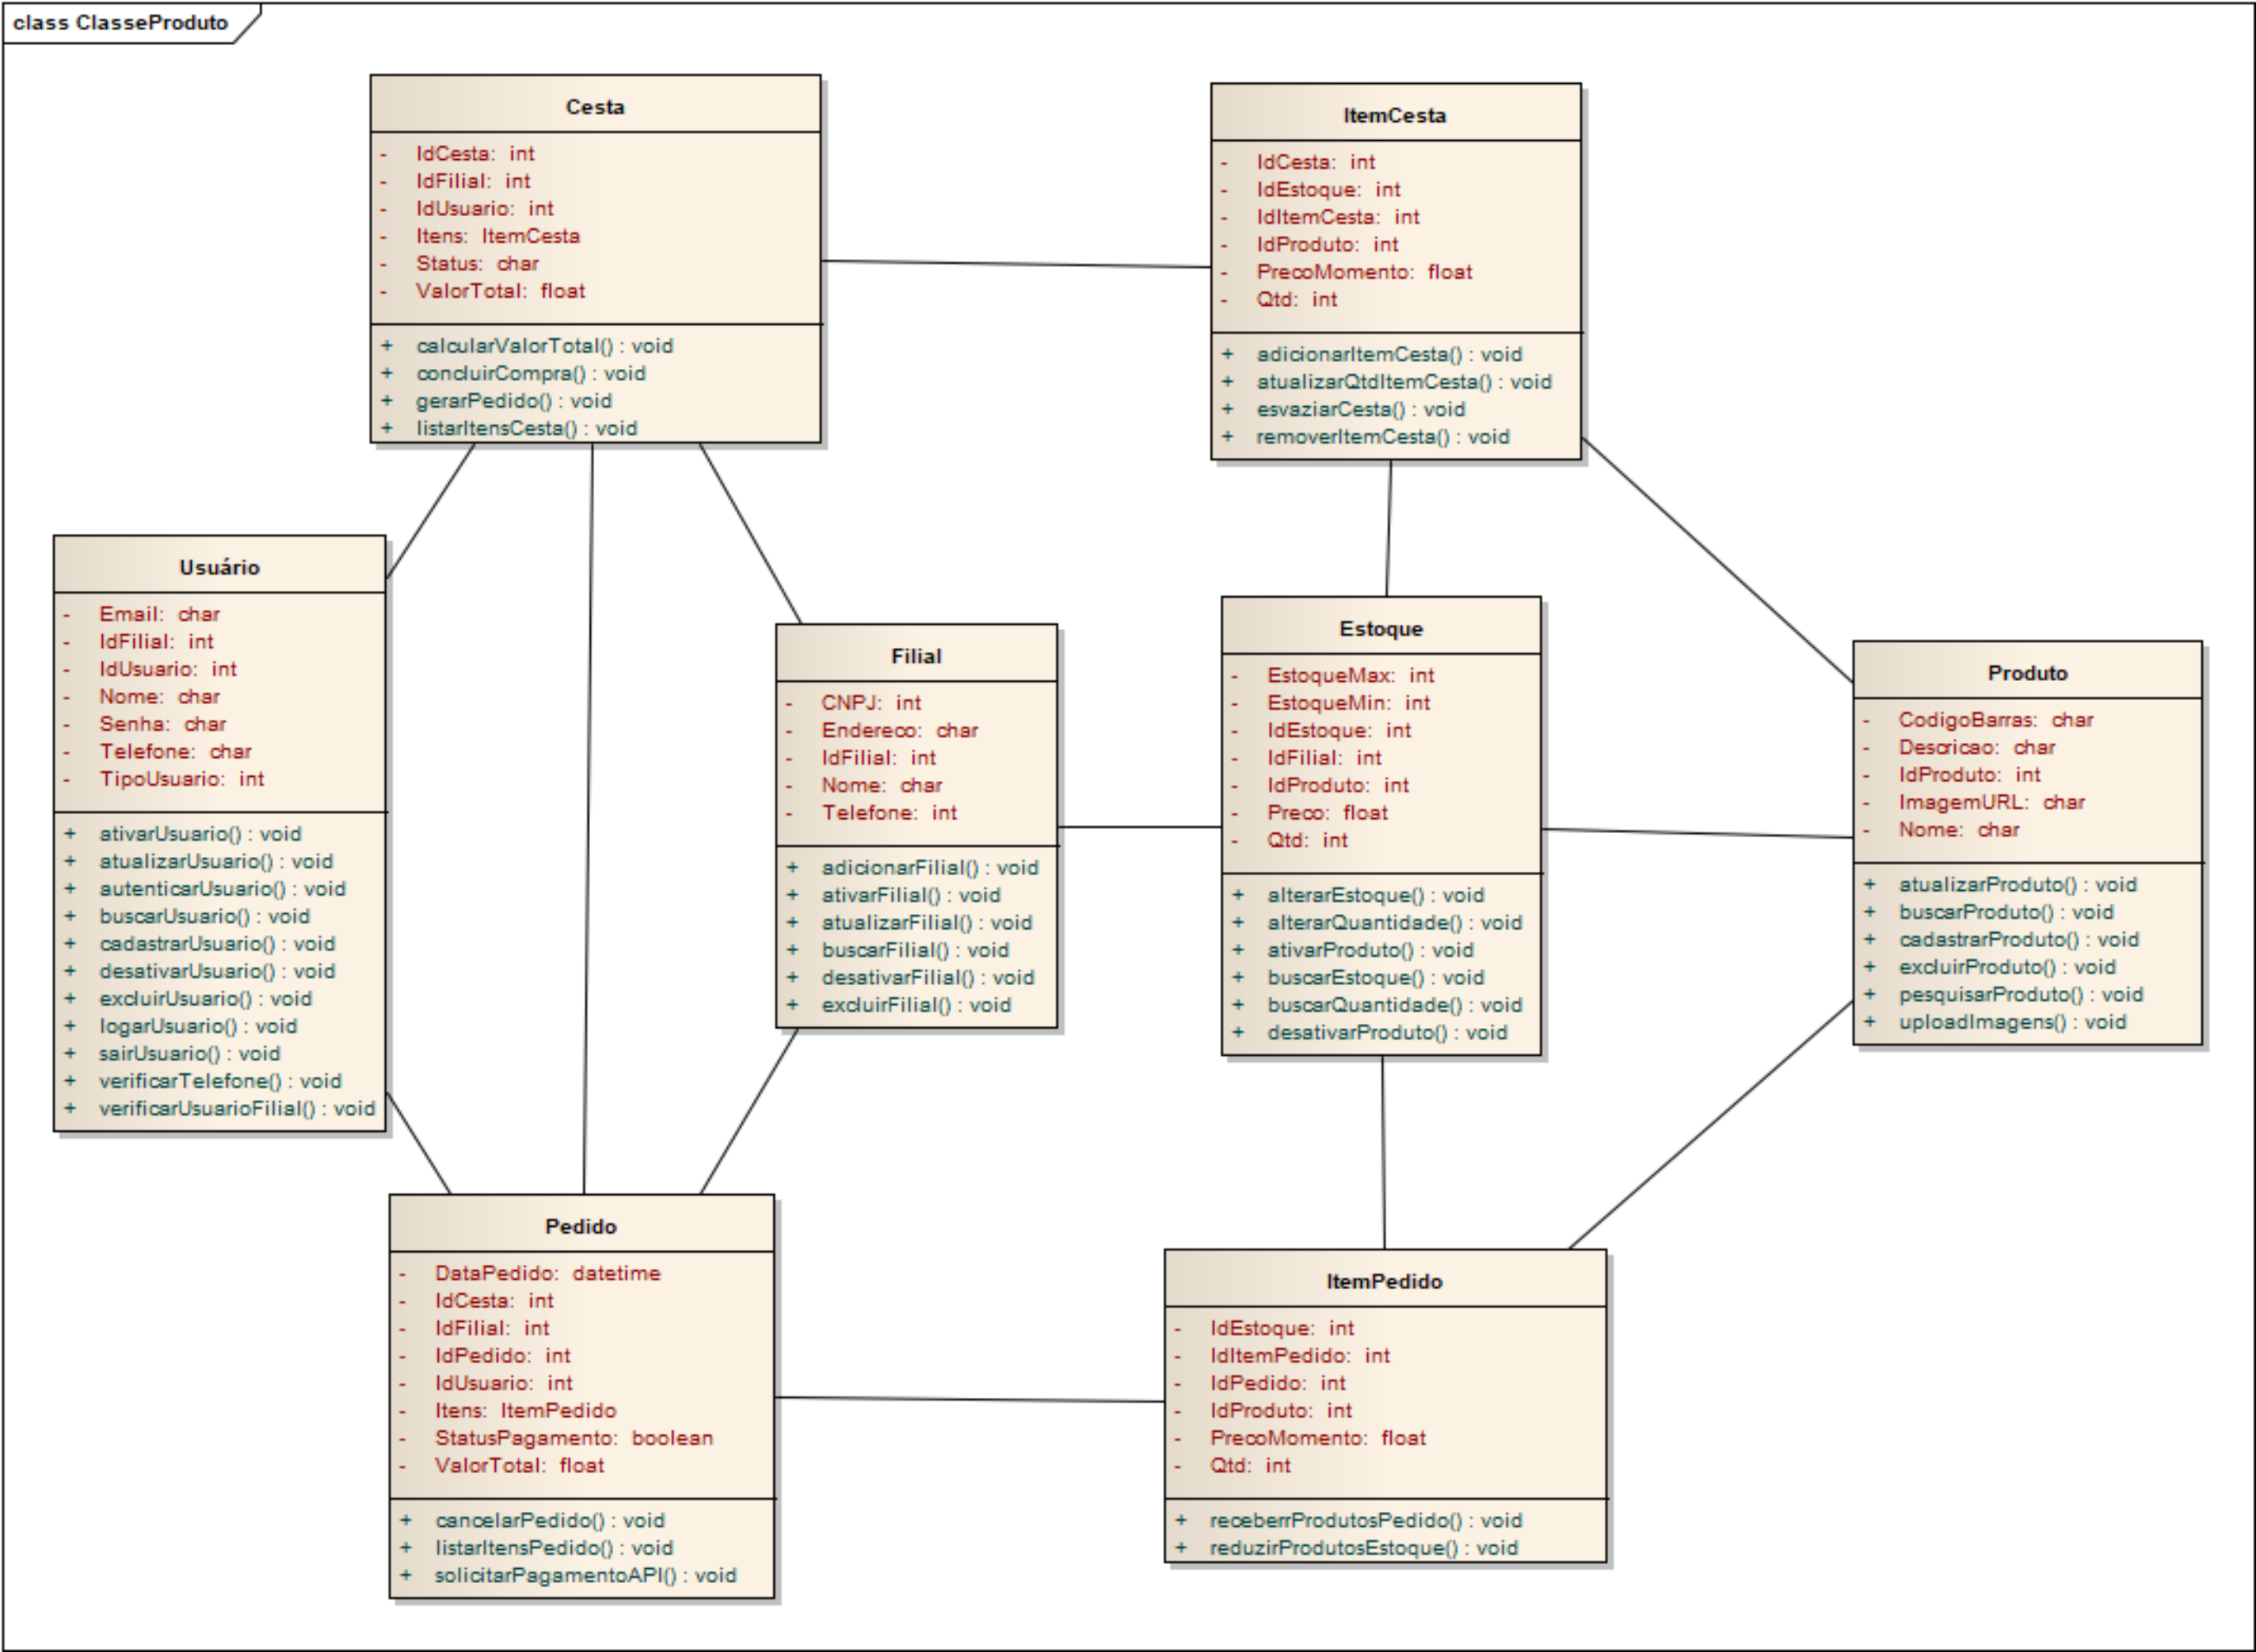 class ClasseProduto
Cesta
- IdCesta: int
- IdFilial: int
- IdUsuario: int
- Itens: ItemCesta
- Status: char
- ValorTotal: float
+ calcularValorTotal() : void
+ concluirCompra() : void
+ gerarPedido() : void
+ listarItensCesta() : void
ItemCesta
- IdCesta: int
- IdEstoque: int
- IdItemCesta: int
- IdProduto: int
- PrecoMomento: float
- Qtd: int
+ adicionarItemCesta() : void
+ atualizarQtdItemCesta() : void
+ esvaziarCesta() : void
+ removerItemCesta() : void
Usuário
- Email: char
- IdFilial: int
- IdUsuario: int
- Nome: char
- Senha: char
- Telefone: char
- TipoUsuario: int
+ ativarUsuario() : void
+ atualizarUsuario() : void
+ autenticarUsuario() : void
+ buscarUsuario() : void
+ cadastrarUsuario() : void
+ desativarUsuario() : void
+ excluirUsuario() : void
+ logarUsuario() : void
+ sairUsuario() : void
+ verificarTelefone() : void
+ verificarUsuarioFilial() : void
Filial
- CNPJ: int
- Endereco: char
- IdFilial: int
- Nome: char
- Telefone: int
+ adicionarFilial() : void
+ ativarFilial() : void
+ atualizarFilial() : void
+ buscarFilial() : void
+ desativarFilial() : void
+ excluirFilial() : void
Estoque
- EstoqueMax: int
- EstoqueMin: int
- IdEstoque: int
- IdFilial: int
- IdProduto: int
- Preco: float
- Qtd: int
+ alterarEstoque() : void
+ alterarQuantidade() : void
+ ativarProduto() : void
+ buscarEstoque() : void
+ buscarQuantidade() : void
+ desativarProduto() : void
Produto
- CodigoBarras: char
- Descricao: char
- IdProduto: int
- ImagemURL: char
- Nome: char
+ atualizarProduto() : void
+ buscarProduto() : void
+ cadastrarProduto() : void
+ excluirProduto() : void
+ pesquisarProduto() : void
+ uploadImagens() : void
Pedido
- DataPedido: datetime
- IdCesta: int
- IdFilial: int
- IdPedido: int
- IdUsuario: int
- Itens: ItemPedido
- StatusPagamento: boolean
- ValorTotal: float
+ cancelarPedido() : void
+ listarItensPedido() : void
+ solicitarPagamentoAPI() : void
ItemPedido
- IdEstoque: int
- IdItemPedido: int
- IdPedido: int
- IdProduto: int
- PrecoMomento: float
- Qtd: int
+ receberrProdutosPedido() : void
+ reduzirProdutosEstoque() : void